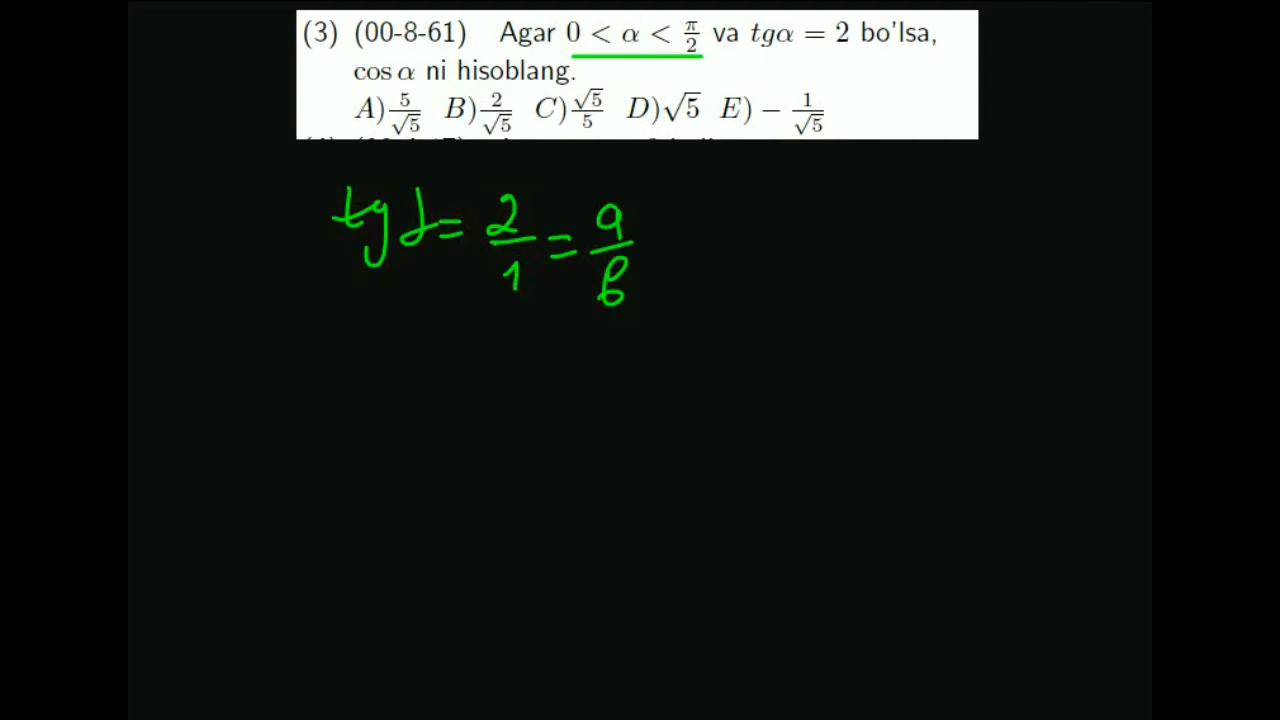 (3) (00-8-61) Agar 0 < α < π/2 va tgα = 2 bo'lsa,
cos α ni hisoblang.
A) 5/√5 B) 2/√5 C) √5/5 D) √5 E) − 1/√5
tg α = 2/1 = a/b